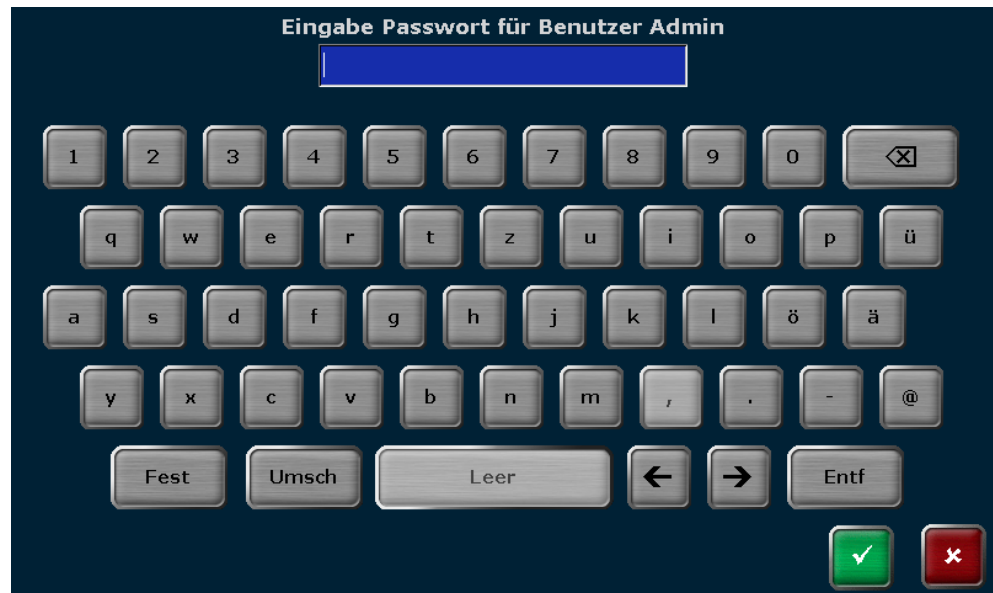 Eingabe Passwort für Benutzer Admin
1 2 3 4 5 6 7 8 9 0
q w e r t z u i o p ü
a s d f g h j k l ö ä
y x c v b n m , . - @
Fest Umsch Leer ← → Entf